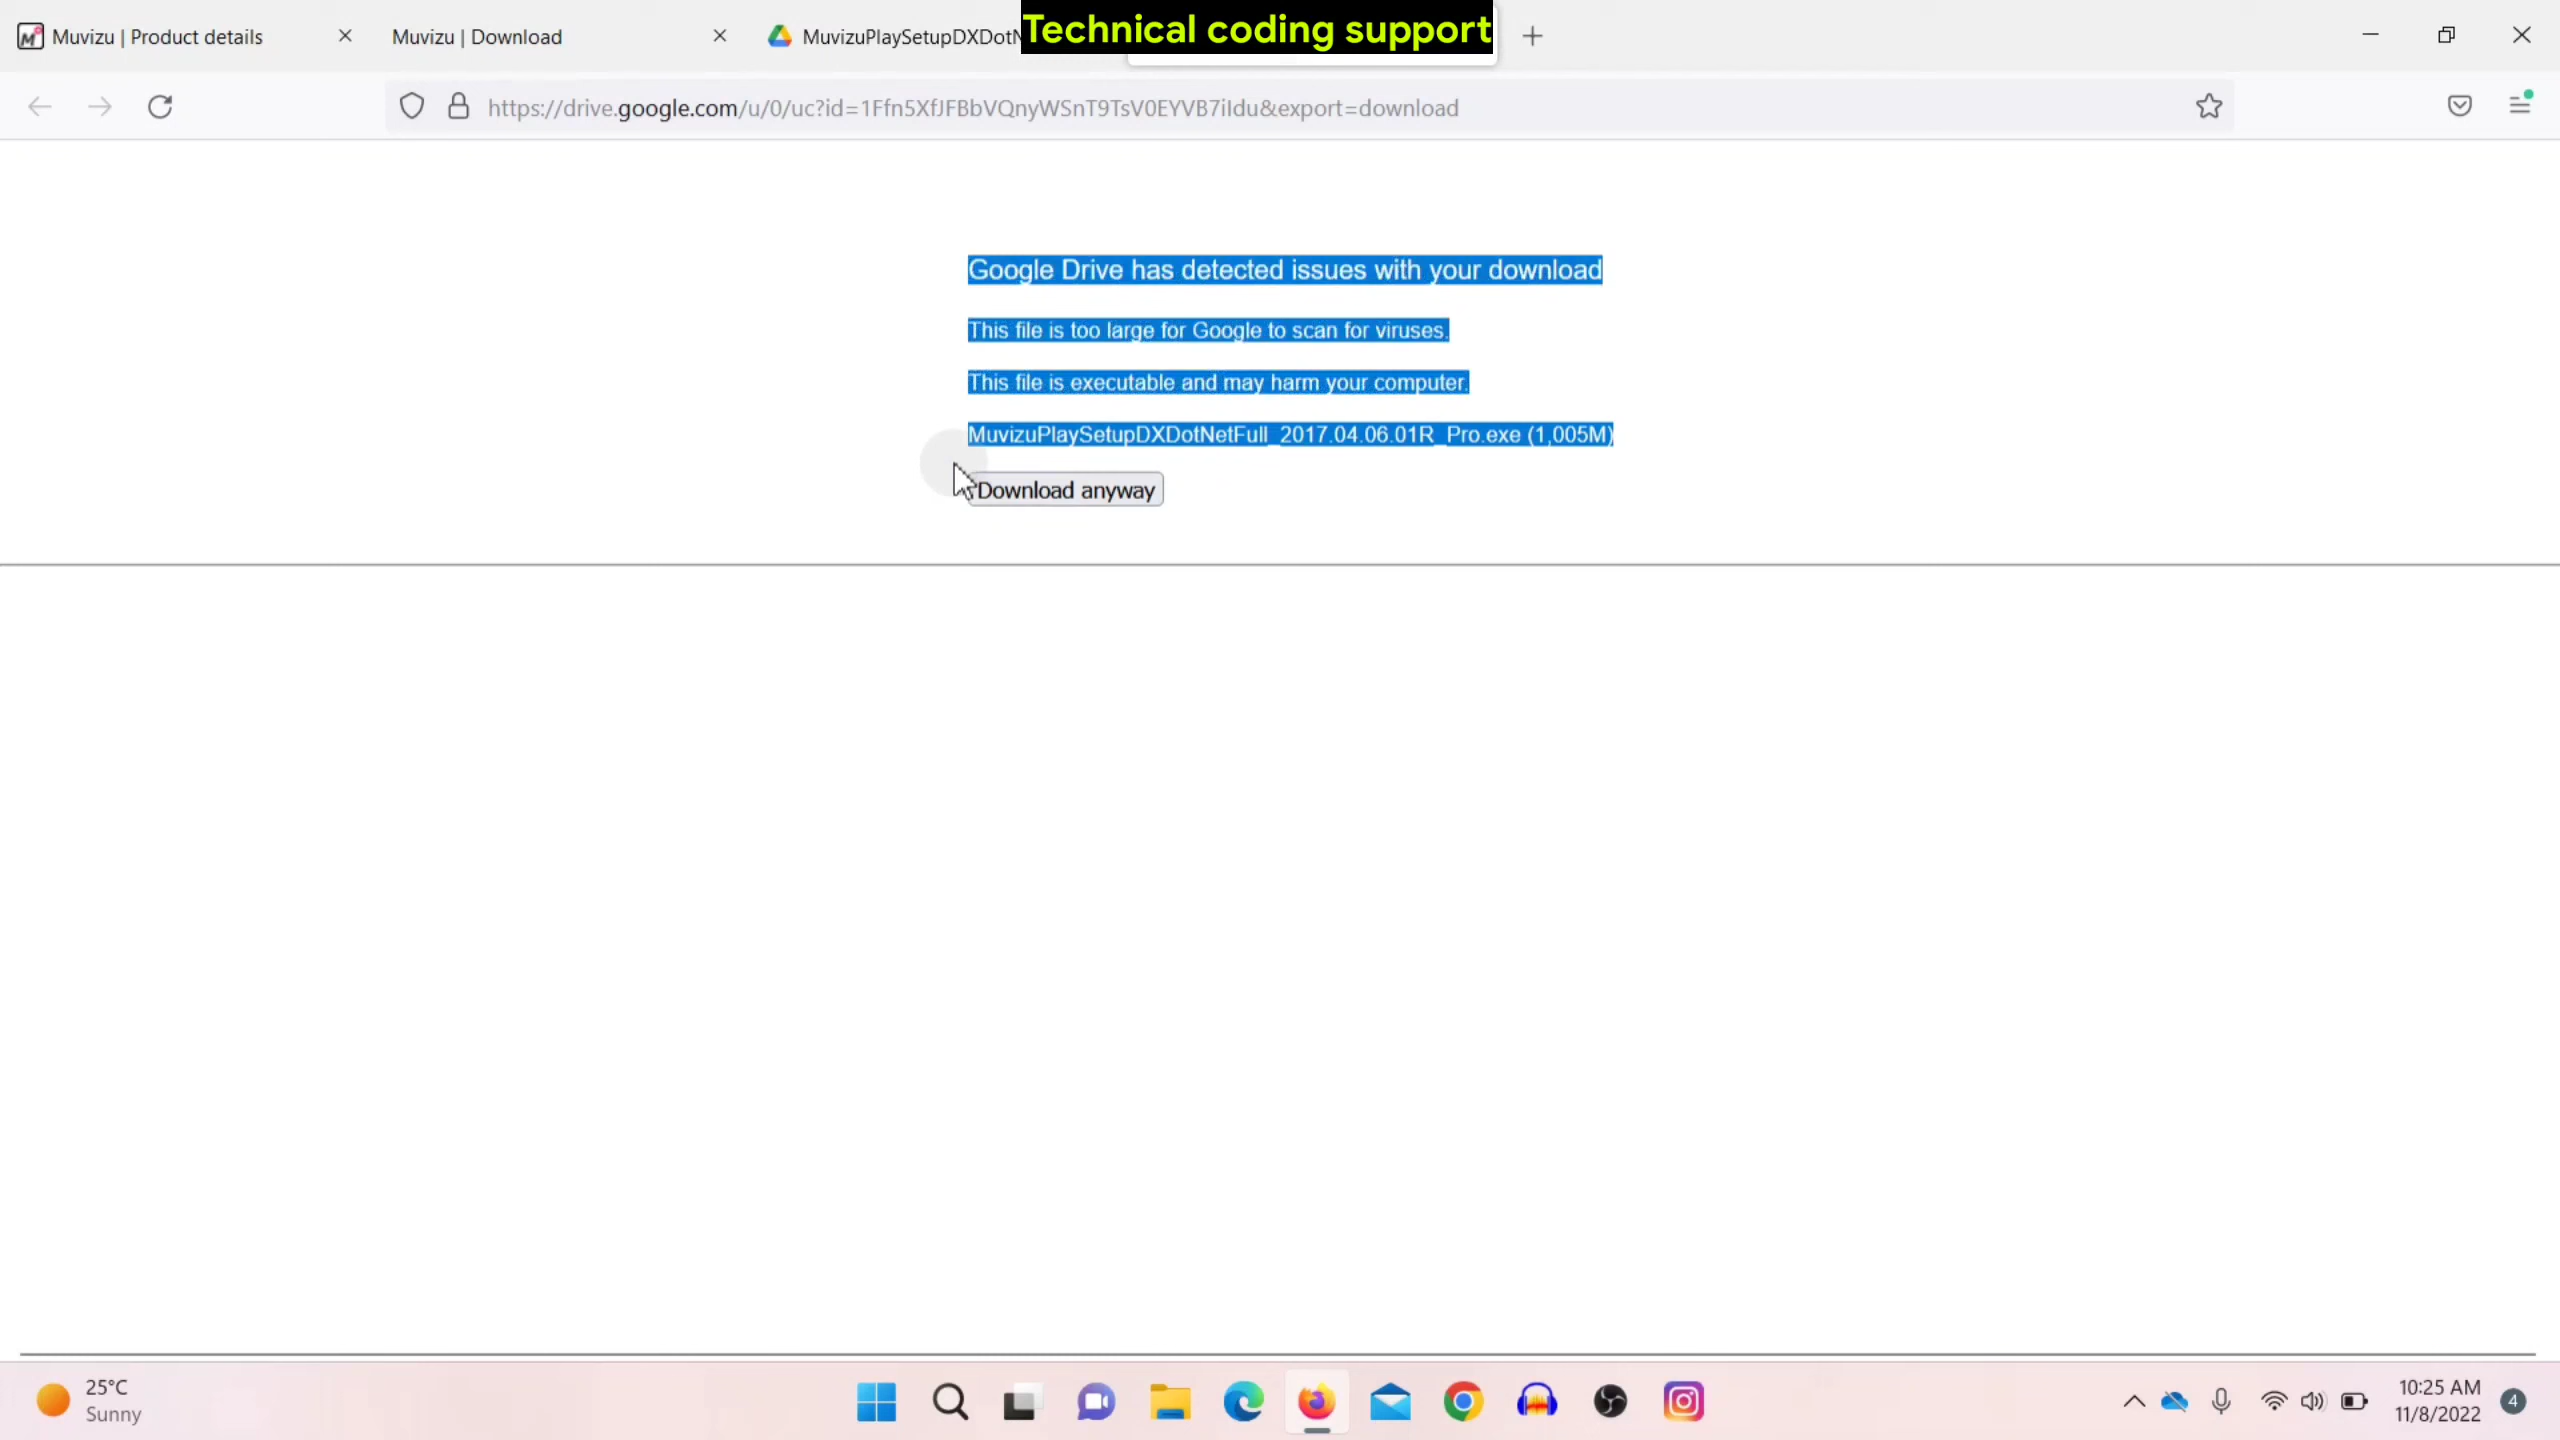 Muvizu | Product details
Muvizu | Download
MuvizuPlaySetupDXDotN
Technical coding support
https://drive.google.com/u/0/uc?id=1Ffn5XfJFBbVQnyWSnT9TsV0EYVB7iIdu&export=download
Google Drive has detected issues with your download
This file is too large for Google to scan for viruses.
This file is executable and may harm your computer.
MuvizuPlaySetupDXDotNetFull_2017.04.06.01R_Pro.exe (1,005M)
Download anyway
25°C
Sunny
10:25 AM
11/8/2022
4